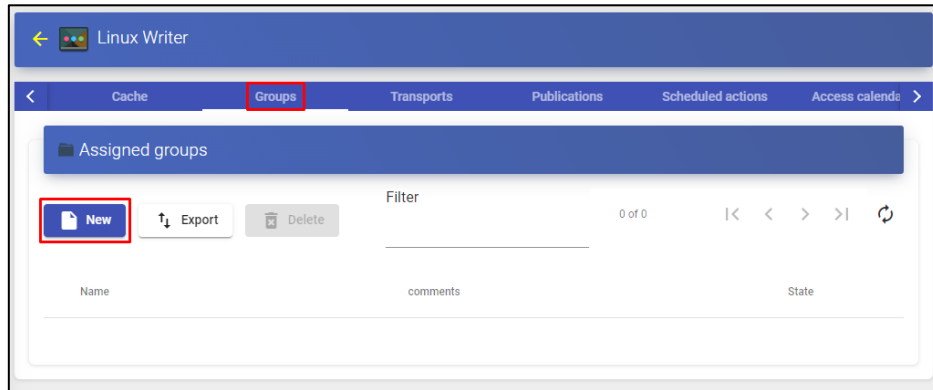 Linux Writer
Cache Groups Transports Publications Scheduled actions Access calenda
Assigned groups
Filter
New Export Delete 0 of 0
Name comments State